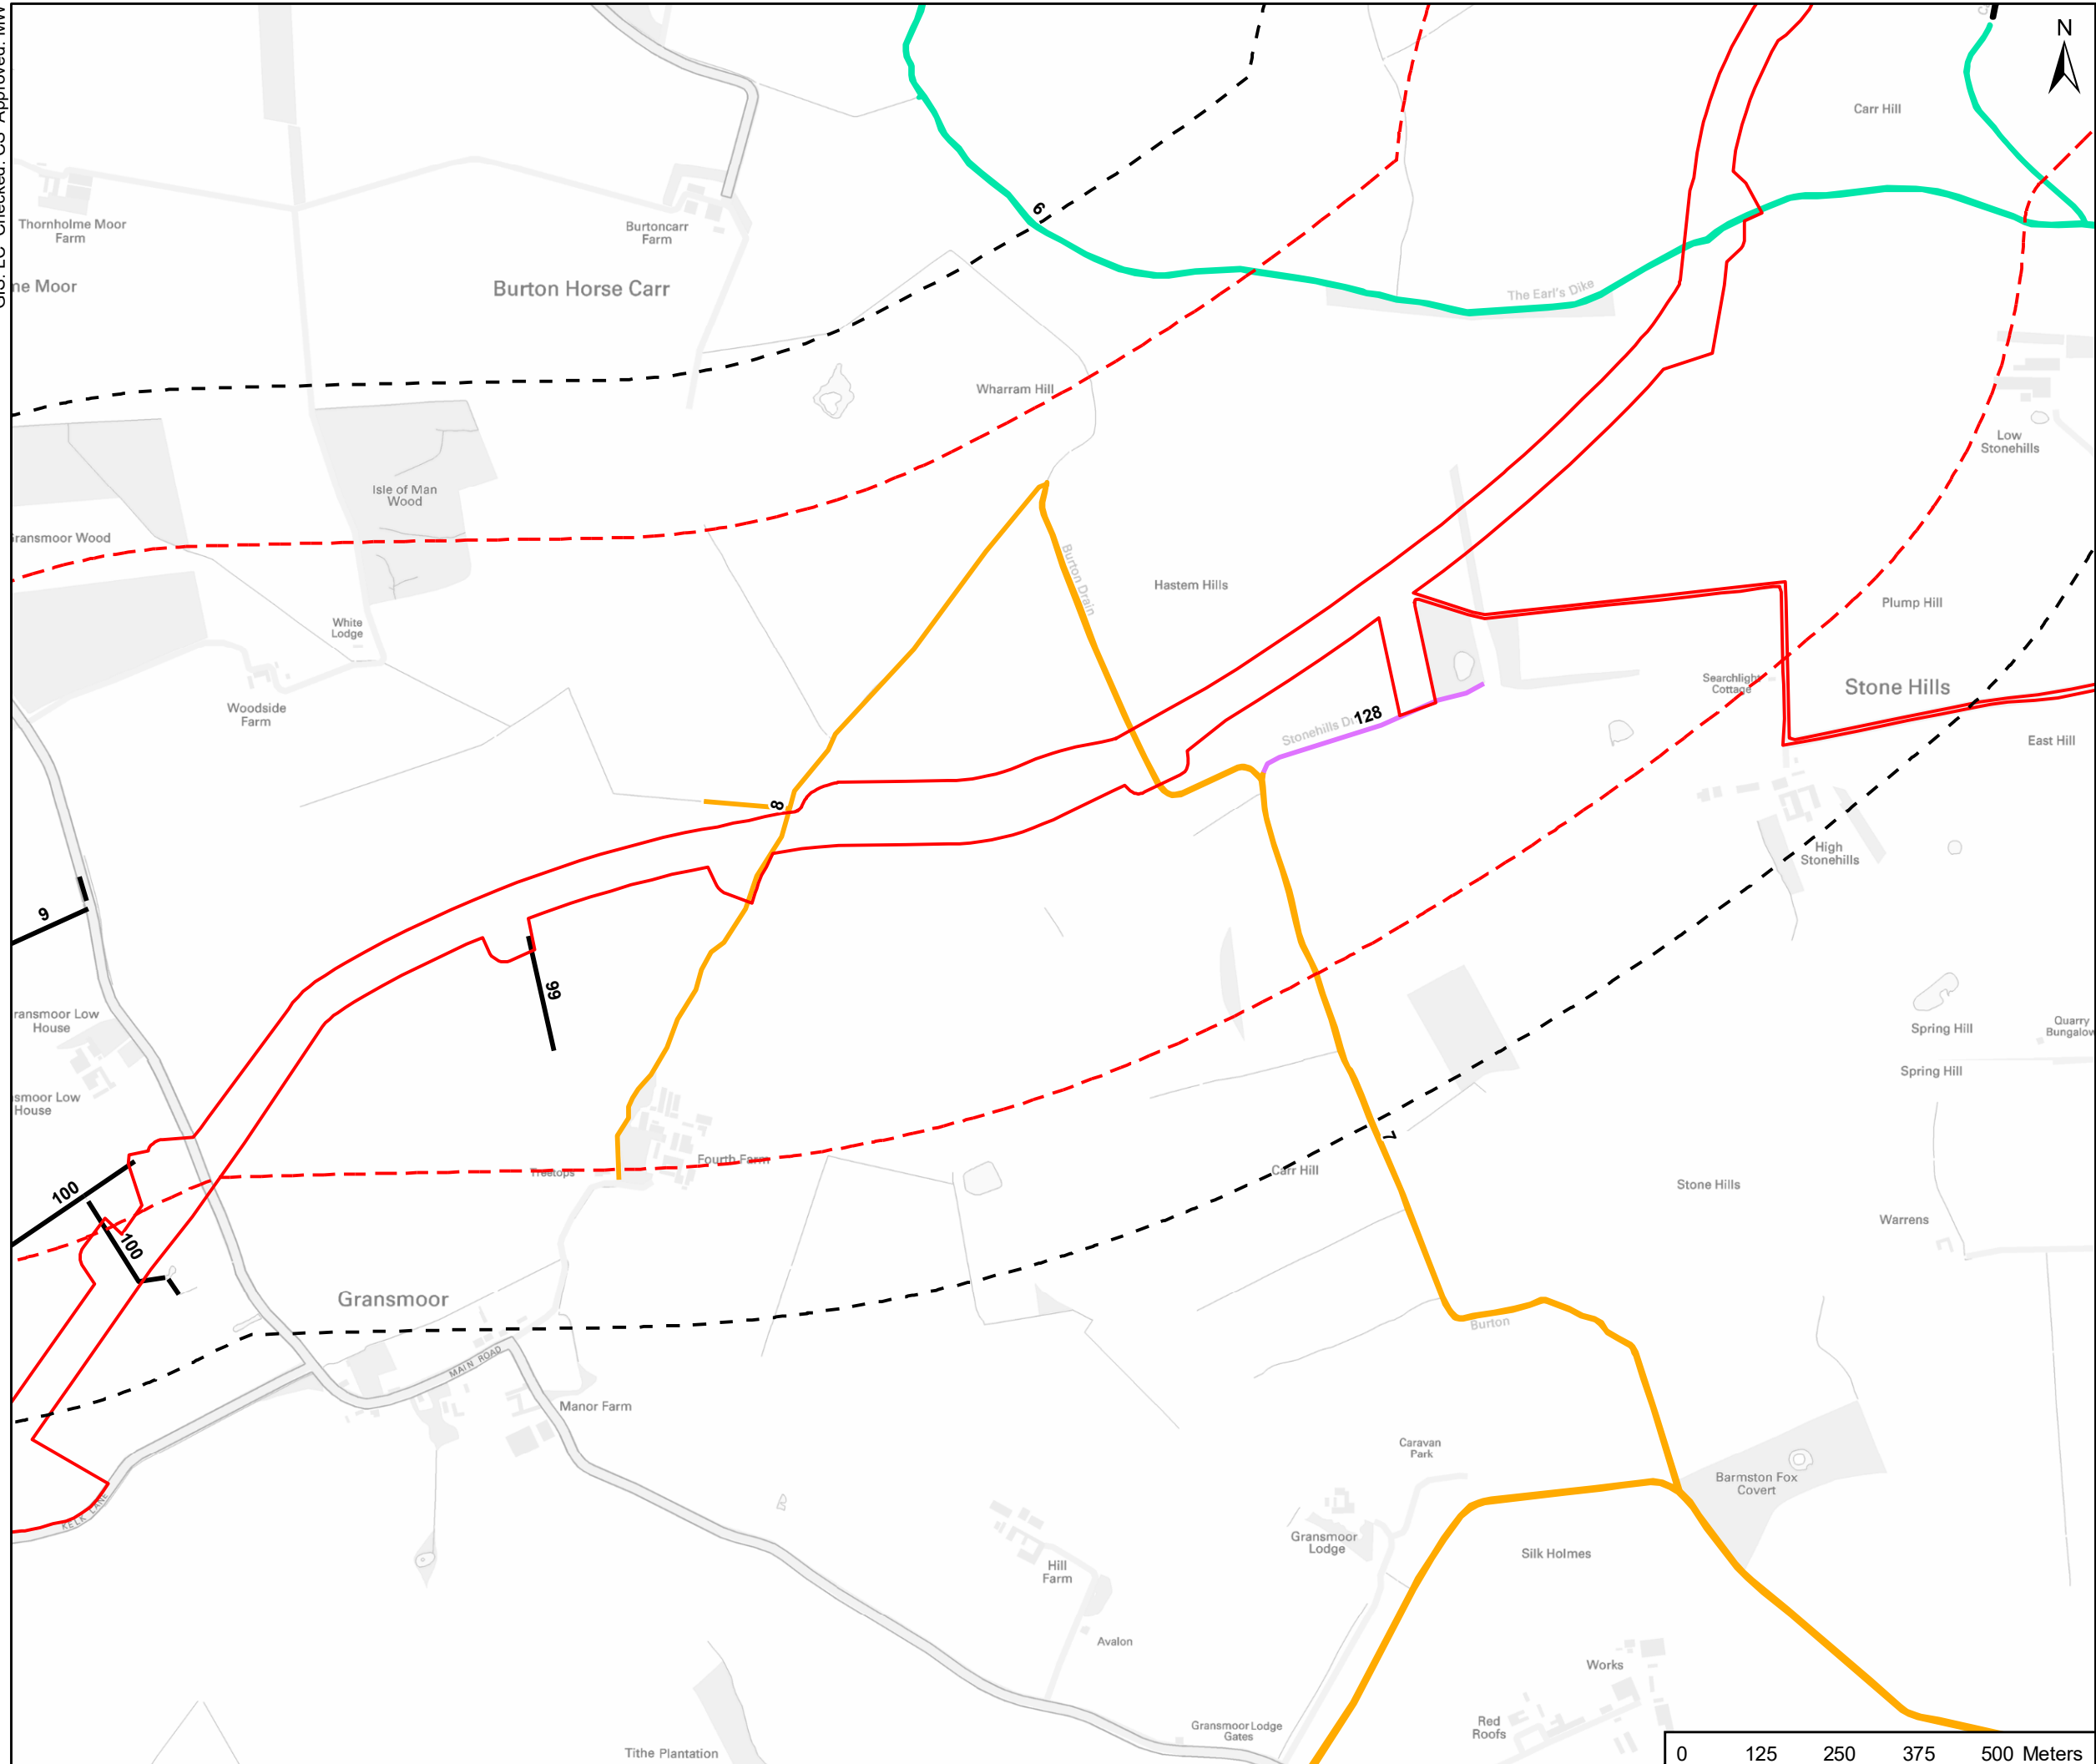 N
Carr Hill
Thornholme Moor
Farm
Burtoncarr
Farm
6
ne Moor
Burton Horse Carr
The Earl's Dike
Wharram Hill
Low
Stonehills
Isle of Man
Wood
ransmoor Wood
Burton Drain
Hastem Hills
Plump Hill
White
Lodge
Searchlight
Cottage
Stone Hills
Woodside
Farm
Stonehills D
128
East Hill
8
High
Stonehills
9
99
ransmoor Low
House
Spring Hill
Quarry
Bungalow
Spring Hill
smoor Low
House
7
Fourth Farm
Treetops
Carr Hill
100
Stone Hills
Warrens
100
Gransmoor
Burton
MAIN ROAD
Manor Farm
Caravan
Park
Barmston Fox
Covert
KELK LANE
Gransmoor
Lodge
Silk Holmes
Hill
Farm
Avalon
Works
Gransmoor Lodge
Gates
Red
Roofs
Tithe Plantation
0 125 250 375 500 Meters